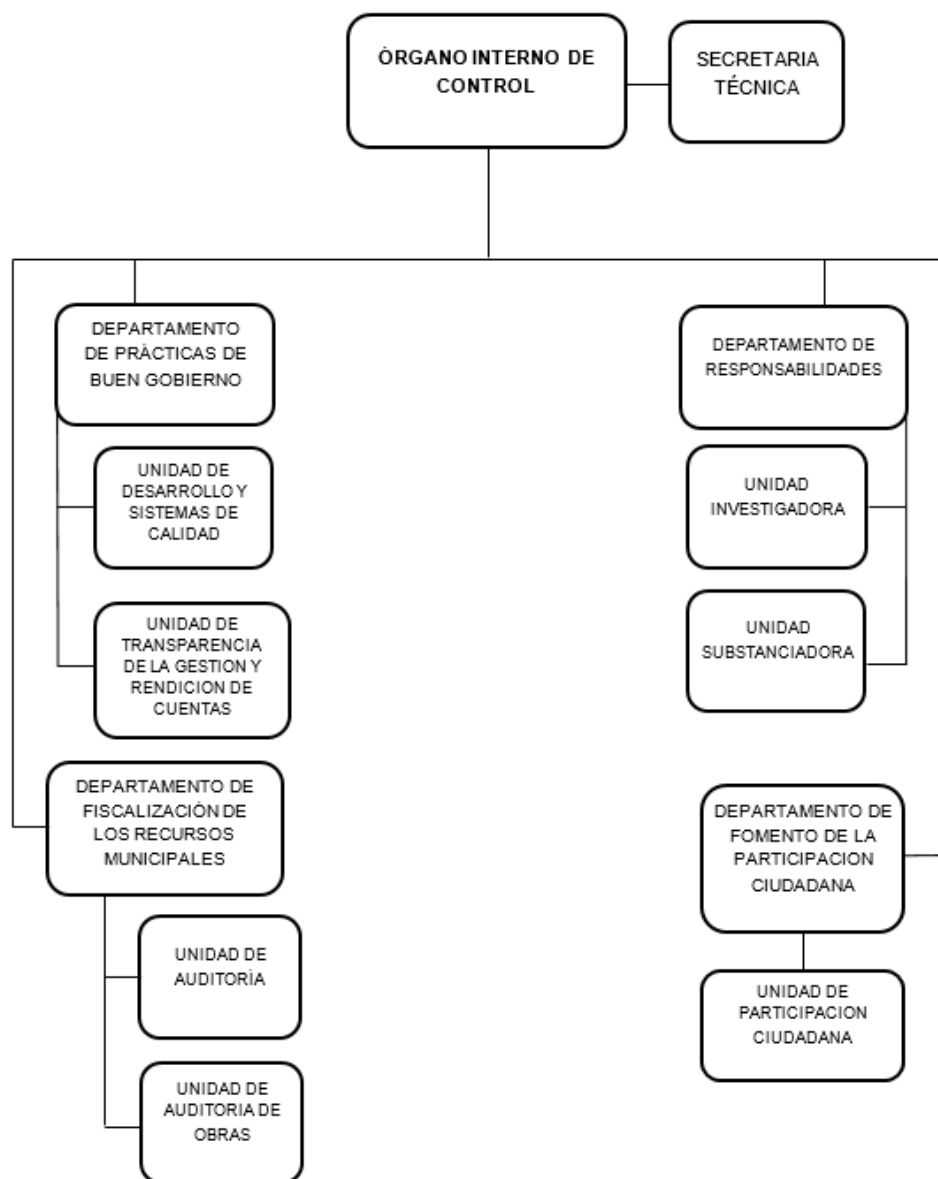 ÓRGANO INTERNO DE
CONTROL
SECRETARIA
TÉCNICA
DEPARTAMENTO
DE PRÁCTICAS DE
BUEN GOBIERNO
UNIDAD DE
DESARROLLO Y
SISTEMAS DE
CALIDAD
UNIDAD DE
TRANSPARENCIA
DE LA GESTION Y
RENDICION DE
CUENTAS
DEPARTAMENTO DE
FISCALIZACIÓN DE
LOS RECURSOS
MUNICIPALES
UNIDAD DE
AUDITORÍA
UNIDAD DE
AUDITORIA DE
OBRAS
DEPARTAMENTO DE
RESPONSABILIDADES
UNIDAD
INVESTIGADORA
UNIDAD
SUBSTANCIADORA
DEPARTAMENTO DE
FOMENTO DE LA
PARTICIPACION
CIUDADANA
UNIDAD DE
PARTICIPACION
CIUDADANA